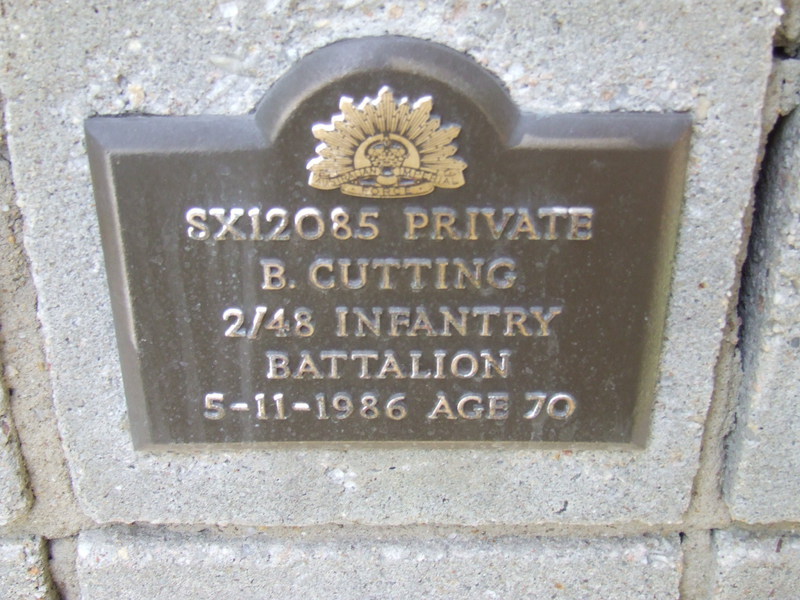 SX12085 PRIVATE
B. CUTTING
2/48 INFANTRY
BATTALION
5-11-1986 AGE 70